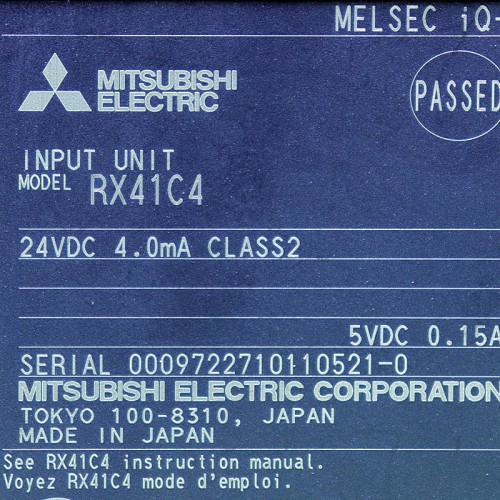 MELSEC iQ-
MITSUBISHI
ELECTRIC
PASSED
INPUT UNIT
MODEL RX41C4
24VDC 4.0mA CLASS2
5VDC 0.15A
SERIAL 0009722710110521-0
MITSUBISHI ELECTRIC CORPORATION
TOKYO 100-8310, JAPAN
MADE IN JAPAN
See RX41C4 instruction manual.
Voyez RX41C4 mode d'emploi.